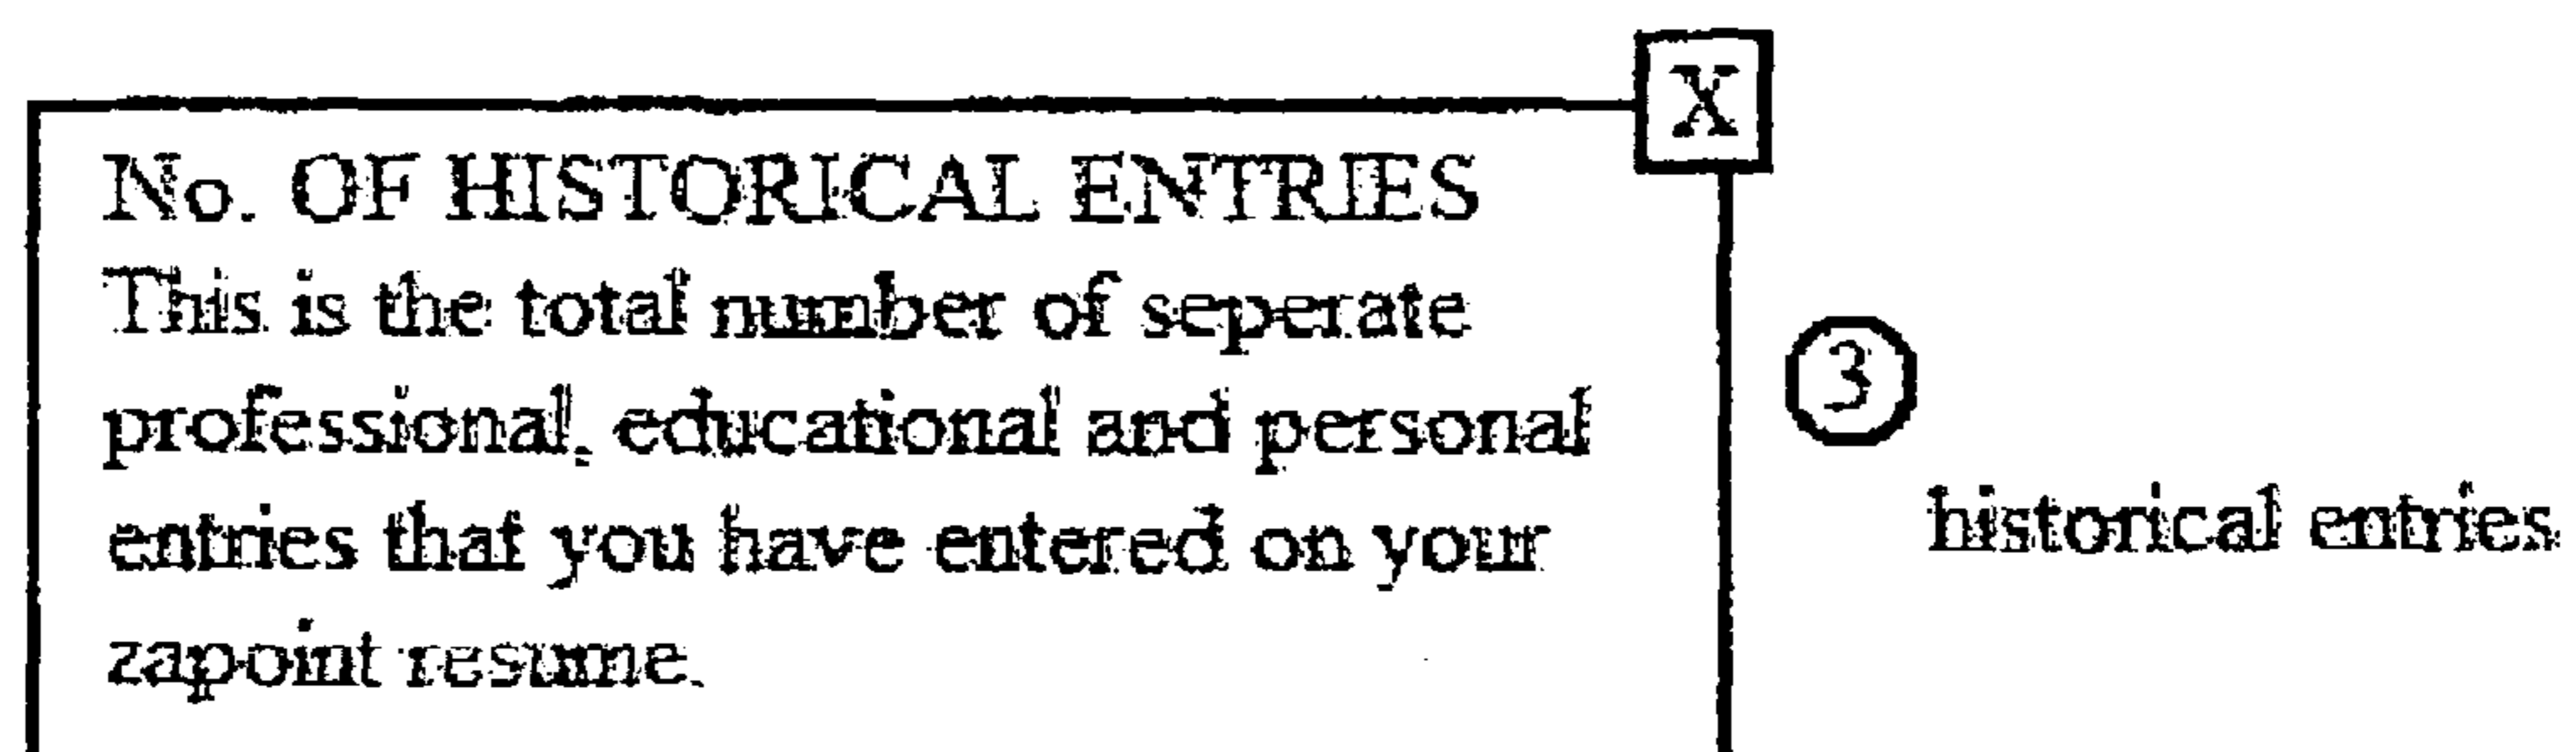 X
No. OF HISTORICAL ENTRIES
This is the total number of seperate
professional, educational and personal
entries that you have entered on your
zapoint resume.
3
historical entries